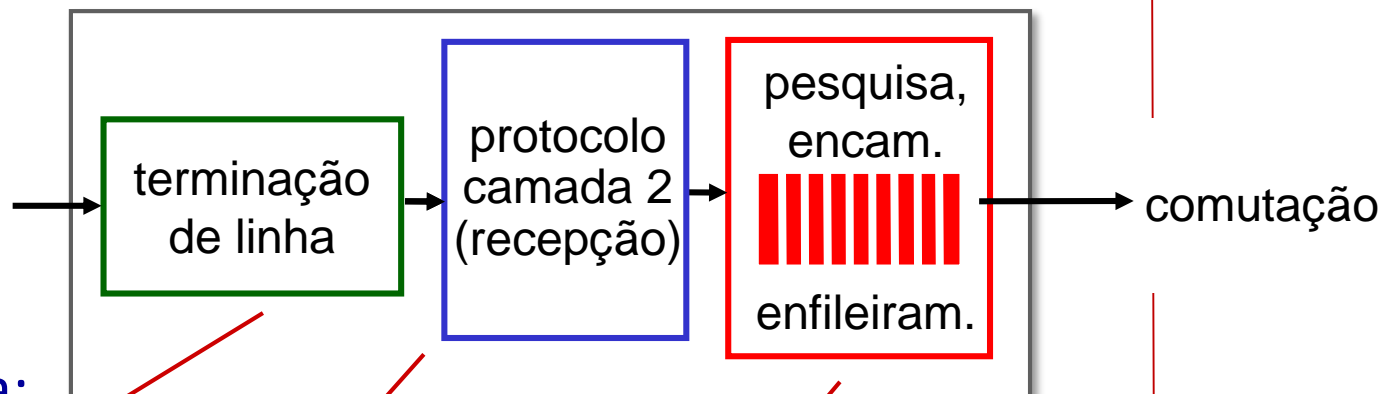 terminação
de linha
protocolo
camada 2
(recepção)
pesquisa,
encam.
enfileiram.
comutação